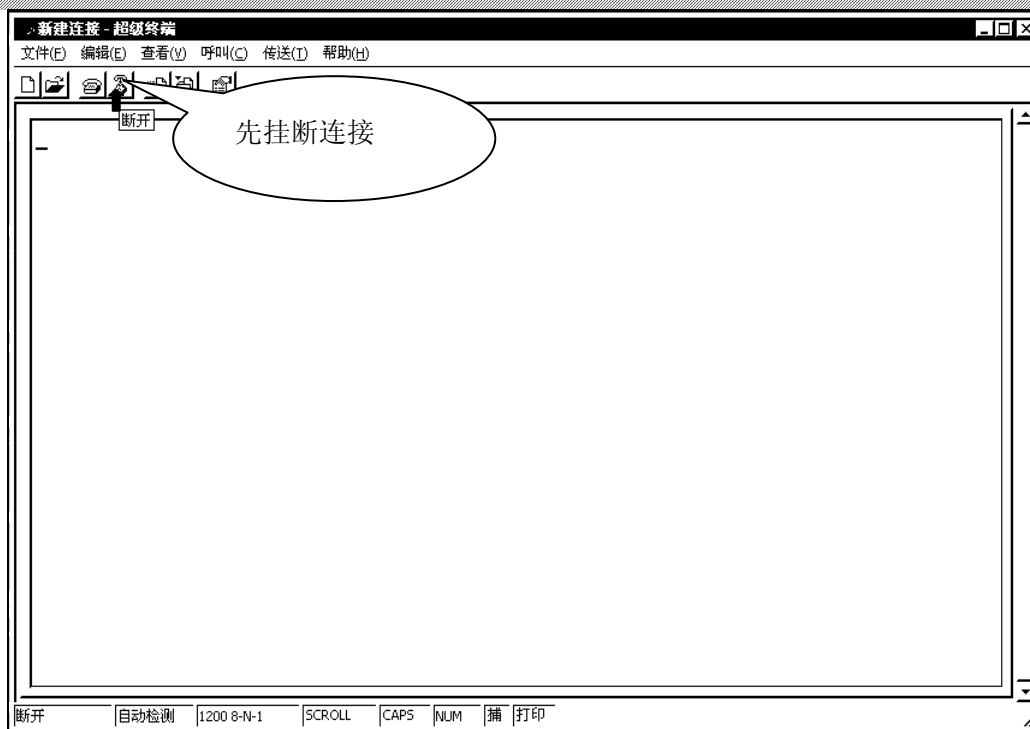 新建连接 - 超级终端
文件(F) 编辑(E) 查看(V) 呼叫(C) 传送(T) 帮助(H)
断开
先挂断连接
断开 自动检测 1200 8-N-1 SCROLL CAPS NUM 捕 打印